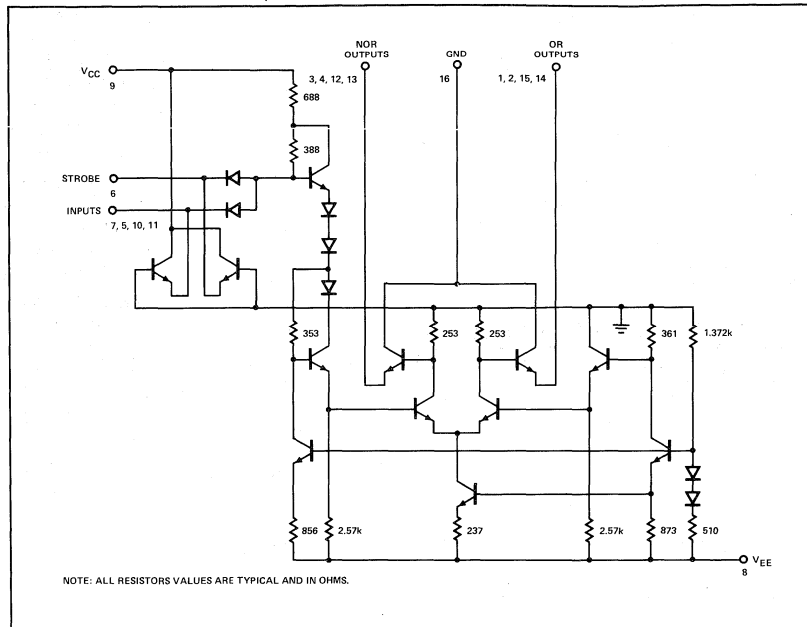 NOR
OUTPUTS
GND
OR
OUTPUTS
3, 4, 12, 13
16
1, 2, 15, 14
VCC
9
688
388
STROBE
6
INPUTS
7, 5, 10, 11
353
253
253
361
1.372k
856
2.57k
237
2.57k
873
510
VEE
8
NOTE: ALL RESISTORS VALUES ARE TYPICAL AND IN OHMS.